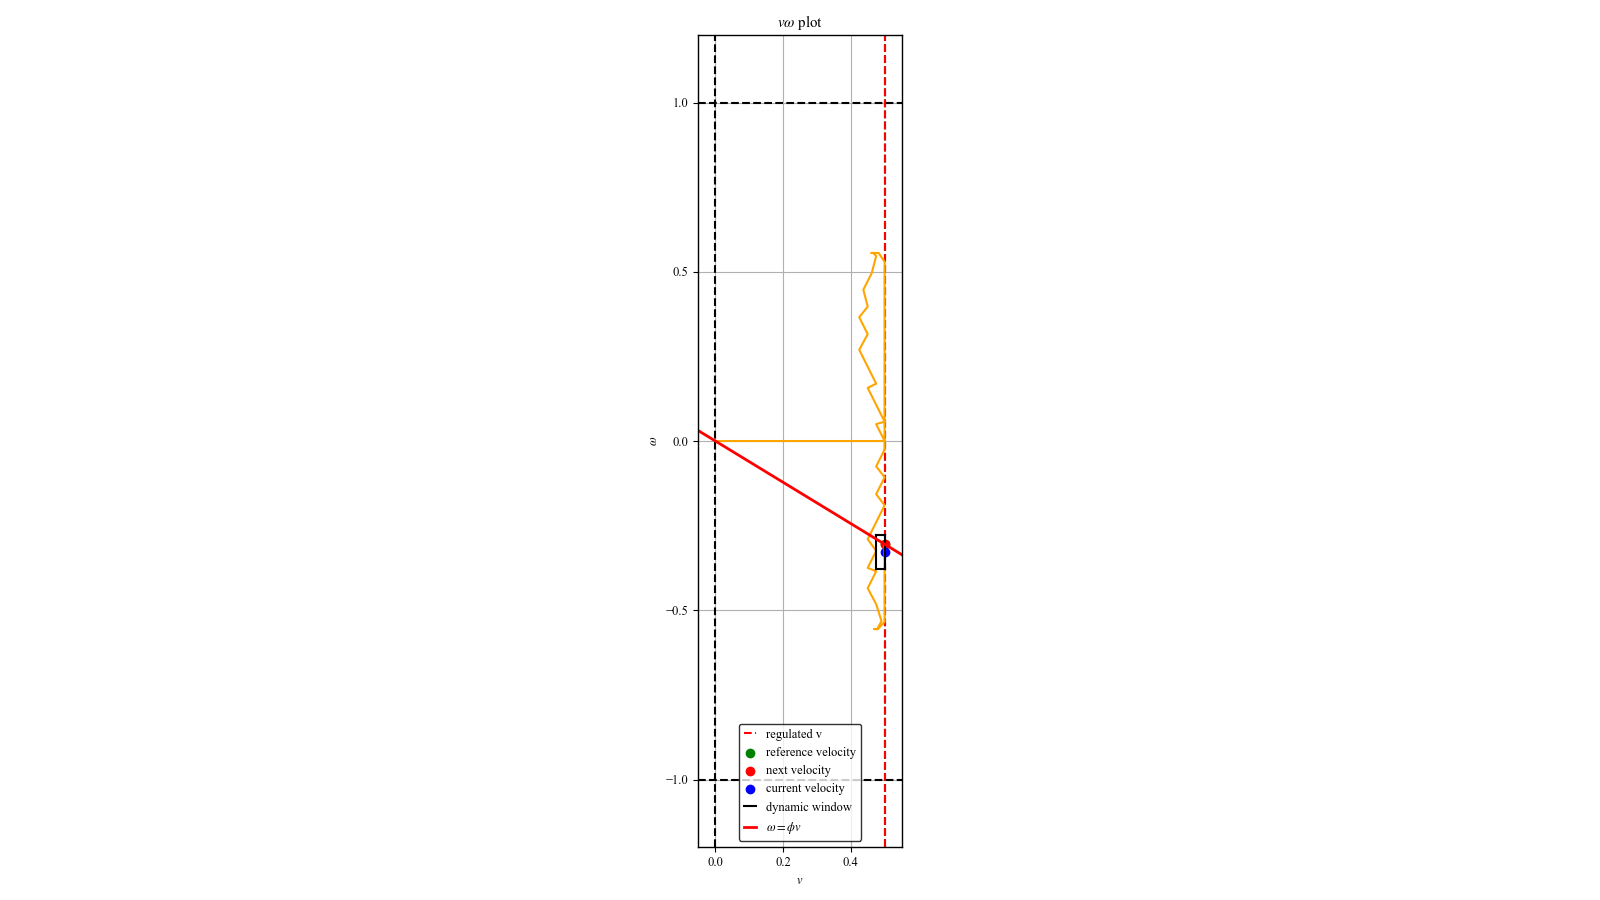 vω plot
1.0
0.5
0.0
−0.5
−1.0
ω
regulated v
reference velocity
next velocity
current velocity
dynamic window
ω = ϕv
0.0 0.2 0.4
v